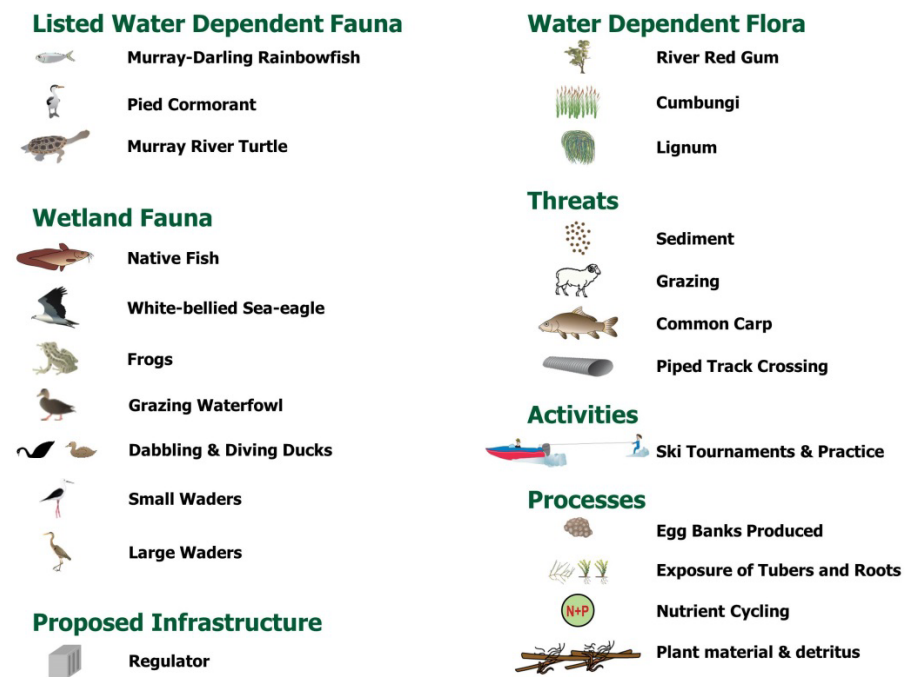 Listed Water Dependent Fauna
Murray-Darling Rainbowfish
Pied Cormorant
Murray River Turtle
Wetland Fauna
Native Fish
White-bellied Sea-eagle
Frogs
Grazing Waterfowl
Dabbling & Diving Ducks
Small Waders
Large Waders
Proposed Infrastructure
Regulator
Water Dependent Flora
River Red Gum
Cumbungi
Lignum
Threats
Sediment
Grazing
Common Carp
Piped Track Crossing
Activities
Ski Tournaments & Practice
Processes
Egg Banks Produced
Exposure of Tubers and Roots
N+P
Nutrient Cycling
Plant material & detritus